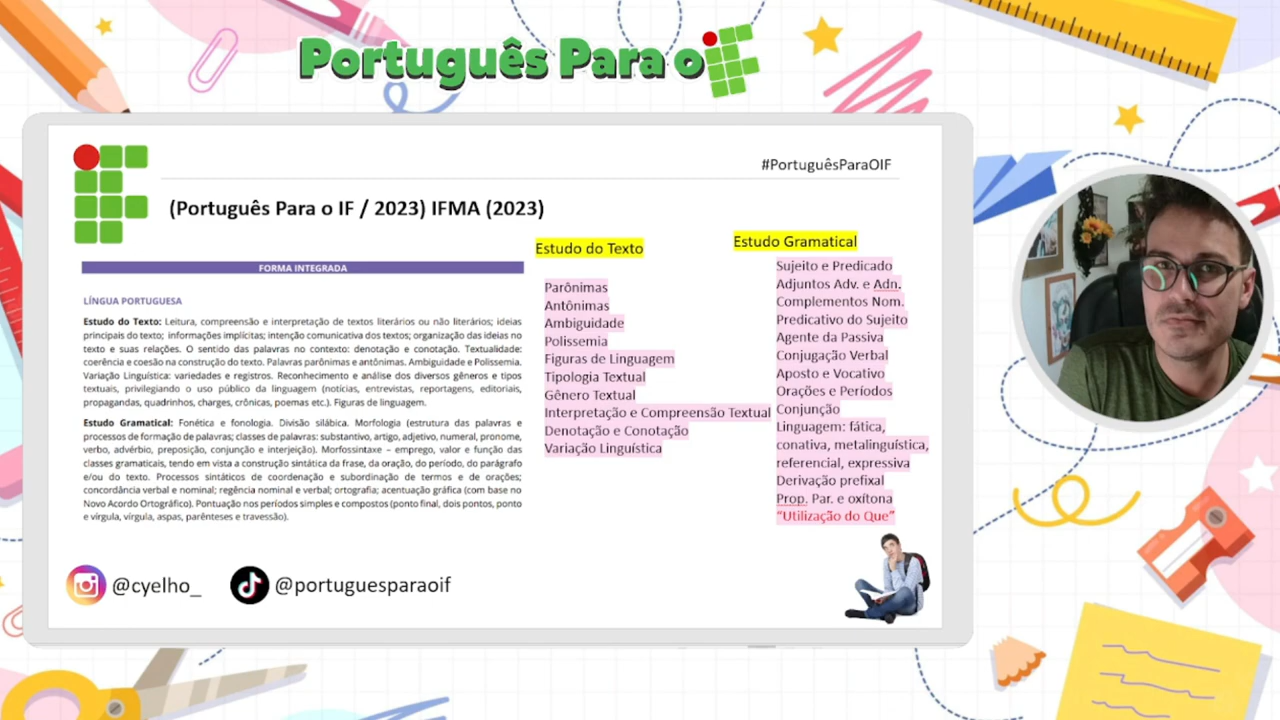 Português Para o
#PortuguêsParaOIF
(Português Para o IF / 2023) IFMA (2023)
FORMA INTEGRADA
LÍNGUA PORTUGUESA
Estudo do Texto: Leitura, compreensão e interpretação de textos literários ou não literários; ideias
principais do texto; informações implícitas; intenção comunicativa dos textos; organização das ideias no
texto e suas relações. O sentido das palavras no contexto: denotação e conotação. Textualidade:
coerência e coesão na construção do texto. Palavras parônimas e antônimas. Ambiguidade e Polissemia.
Variação Linguística: variedades e registros. Reconhecimento e análise dos diversos gêneros e tipos
textuais, privilegiando o uso público da linguagem (notícias, entrevistas, reportagens, editoriais,
propagandas, quadrinhos, charges, crônicas, poemas etc.). Figuras de linguagem.
Estudo Gramatical: Fonética e fonologia. Divisão silábica. Morfologia (estrutura das palavras e
processos de formação de palavras; classes de palavras: substantivo, artigo, adjetivo, numeral, pronome,
verbo, advérbio, preposição, conjunção e interjeição). Morfossintaxe – emprego, valor e função das
classes gramaticais, tendo em vista a construção sintática da frase, da oração, do período, do parágrafo
e/ou do texto. Processos sintáticos de coordenação e subordinação de termos e de orações;
concordância verbal e nominal; regência nominal e verbal; ortografia; acentuação gráfica (com base no
Novo Acordo Ortográfico). Pontuação nos períodos simples e compostos (ponto final, dois pontos, ponto
e vírgula, vírgula, aspas, parênteses e travessão).
Estudo do Texto
Parônimas
Antônimas
Ambiguidade
Polissemia
Figuras de Linguagem
Tipologia Textual
Gênero Textual
Interpretação e Compreensão Textual
Denotação e Conotação
Variação Linguística
Estudo Gramatical
Sujeito e Predicado
Adjuntos Adv. e Adn.
Complementos Nom.
Predicativo do Sujeito
Agente da Passiva
Conjugação Verbal
Aposto e Vocativo
Orações e Períodos
Conjunção
Linguagem: fática,
conativa, metalinguística,
referencial, expressiva
Derivação prefixal
Prop. Par. e oxítona
“Utilização do Que”
@cyelho_
@portuguesparaoif